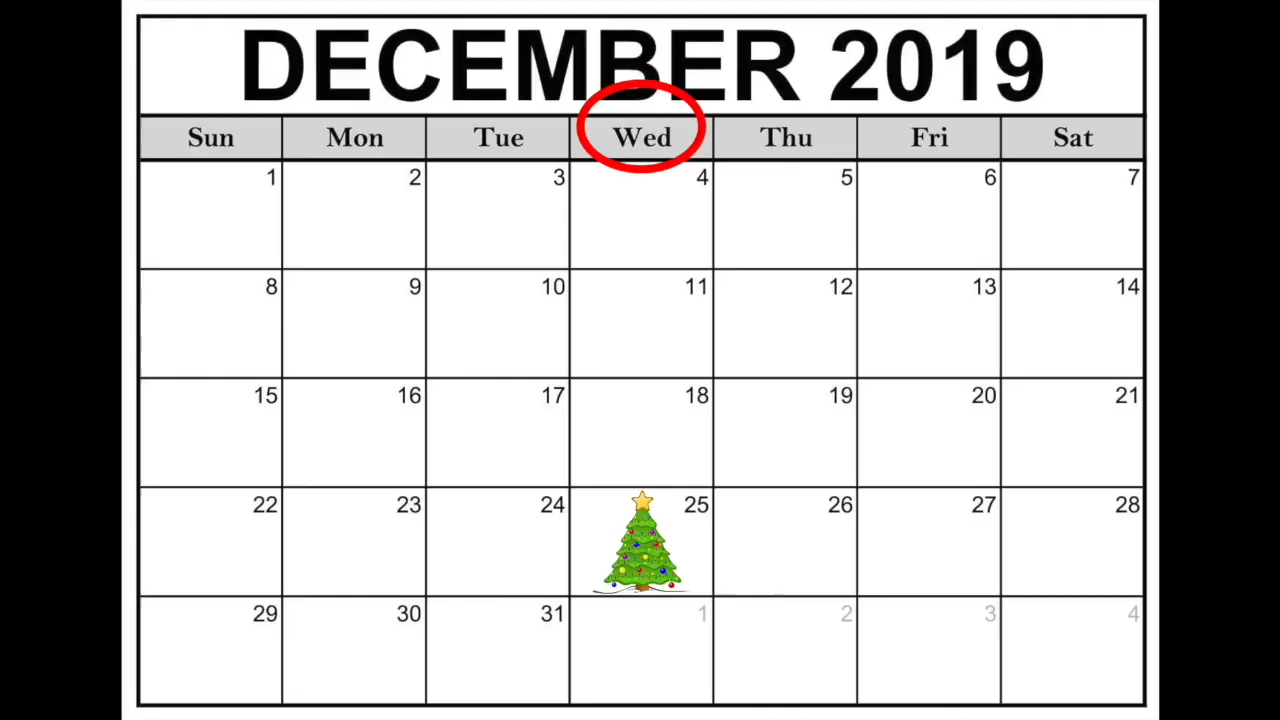 DECEMBER 2019
Sun Mon Tue Wed Thu Fri Sat
1 2 3 4 5 6 7
8 9 10 11 12 13 14
15 16 17 18 19 20 21
22 23 24 25 26 27 28
29 30 31 1 2 3 4